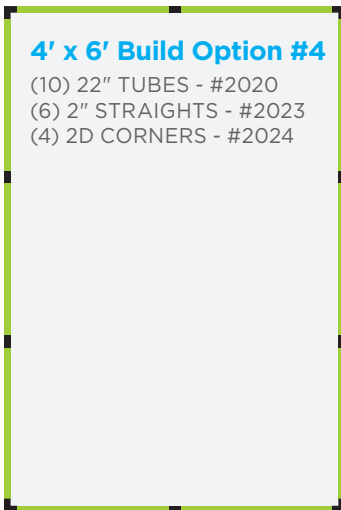 4' x 6' Build Option #4
(10) 22" TUBES - #2020
(6) 2" STRAIGHTS - #2023
(4) 2D CORNERS - #2024